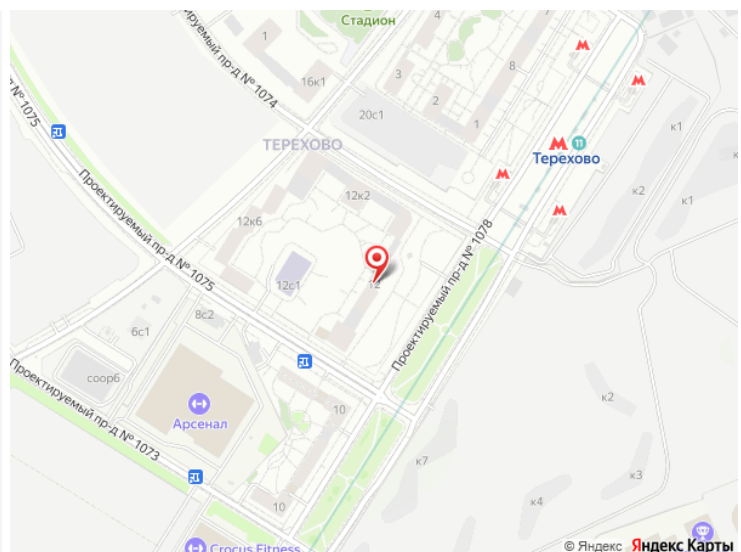 Стадион
4
1
8
16к1
3
2
1
20с1
ируемый пр-д № 1074
№ 1075
11
Терехово
ТЕРЕХОВО
к1
к2
к1
12к2
12к6
12с1
12
Проектируемый пр-д № 1075
Проектируемый пр-д № 1078
8с2
6с1
соор6
Арсенал
Проектируемый пр-д № 1073
10
10
к2
к7
к3
к4
Crocus Fitness
© Яндекс Яндекс Карты